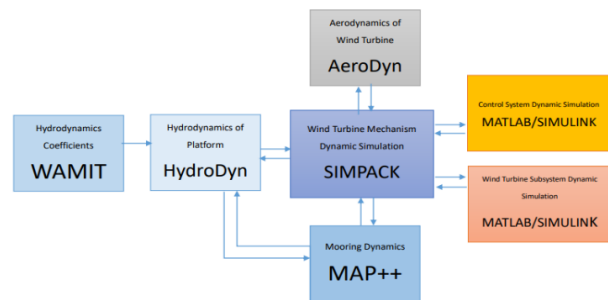 Aerodynamics of
Wind Turbine
AeroDyn
Control System Dynamic Simulation
MATLAB/SIMULINK
Hydrodynamics
Coefficients
WAMIT
Hydrodynamics of
Platform
HydroDyn
Wind Turbine Mechanism
Dynamic Simulation
SIMPACK
Wind Turbine Subsystem Dynamic
Simulation
MATLAB/SIMULINK
Mooring Dynamics
MAP++